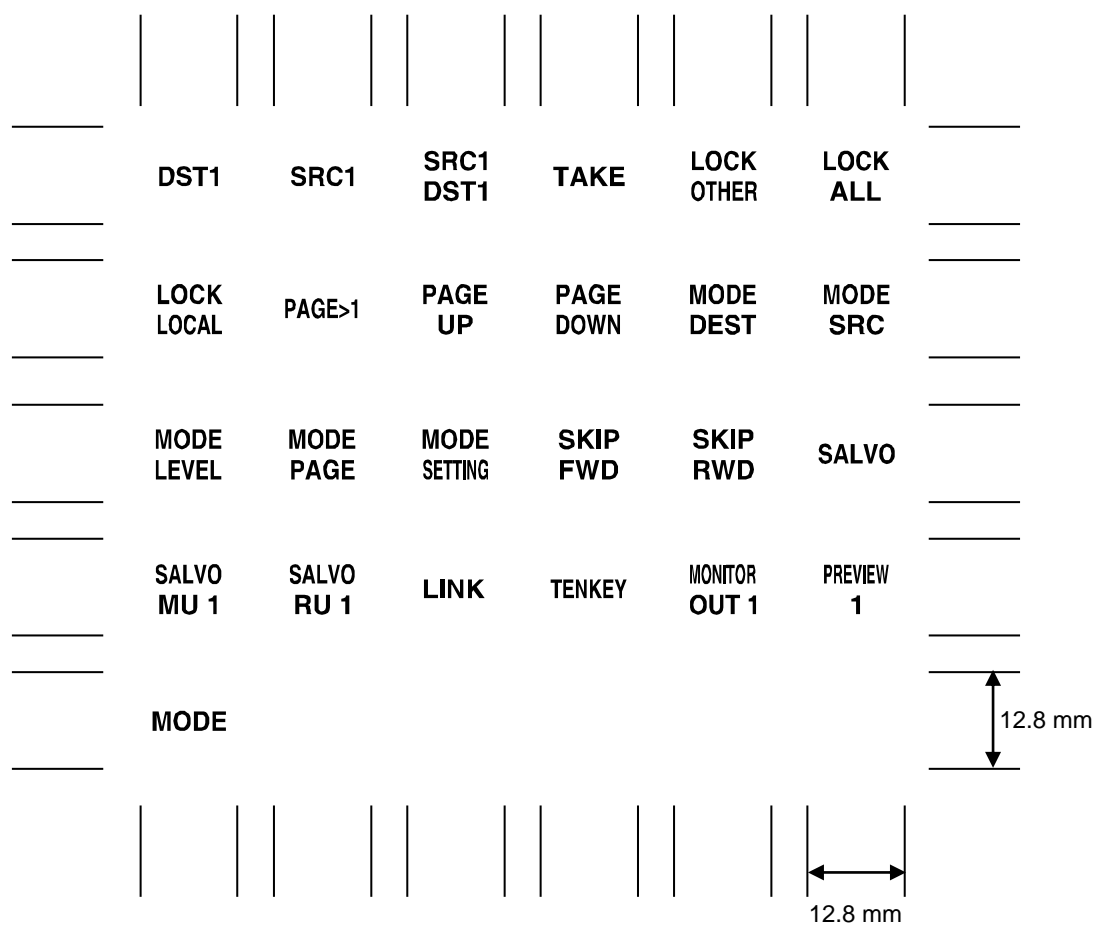 DST1
SRC1
SRC1
DST1
TAKE
LOCK
OTHER
LOCK
ALL
LOCK
LOCAL
PAGE>1
PAGE
UP
PAGE
DOWN
MODE
DEST
MODE
SRC
MODE
LEVEL
MODE
PAGE
MODE
SETTING
SKIP
FWD
SKIP
RWD
SALVO
SALVO
MU 1
SALVO
RU 1
LINK
TENKEY
MONITOR
OUT 1
PREVIEW
1
MODE
12.8 mm
12.8 mm